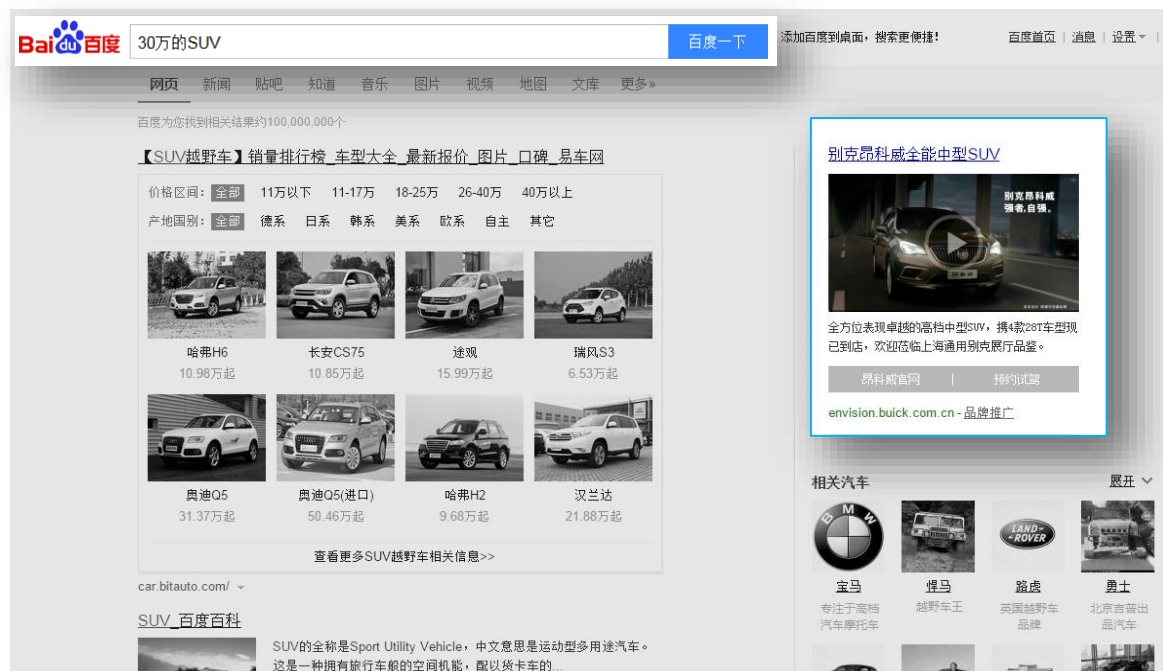 Bai du 百度
30万的SUV
百度一下
添加百度到桌面，搜索更便捷！
百度首页 | 消息 | 设置 |
网页 新闻 贴吧 知道 音乐 图片 视频 地图 文库 更多»
百度为您找到相关结果约100,000,000个
【SUV越野车】销量排行榜_车型大全_最新报价_图片_口碑_易车网
价格区间： 全部 11万以下 11-17万 18-25万 26-40万 40万以上
产地国别： 全部 德系 日系 韩系 美系 欧系 自主 其它
哈弗H6 长安CS75 途观 瑞风S3
10.98万起 10.85万起 15.99万起 6.53万起
奥迪Q5 奥迪Q5(进口) 哈弗H2 汉兰达
31.37万起 50.46万起 9.68万起 21.88万起
查看更多SUV越野车相关信息>>
car.bitauto.com/
SUV_百度百科
SUV的全称是Sport Utility Vehicle，中文意思是运动型多用途汽车。
这是一种拥有旅行车般的空间机能，配以货卡车的...
别克昂科威全能中型SUV
别克昂科威
强者,自强。
昂科威
全方位表现卓越的高档中型SUV，携4款28T车型现
已到店，欢迎莅临上海通用别克展厅品鉴。
昂科威官网 | 预约试驾
envision.buick.com.cn - 品牌推广
相关汽车 展开
BMW
LAND-
-ROVER
宝马 悍马 路虎 勇士
专注于高档 越野车王 英国越野车 北京吉普出
汽车摩托车 品牌 品汽车